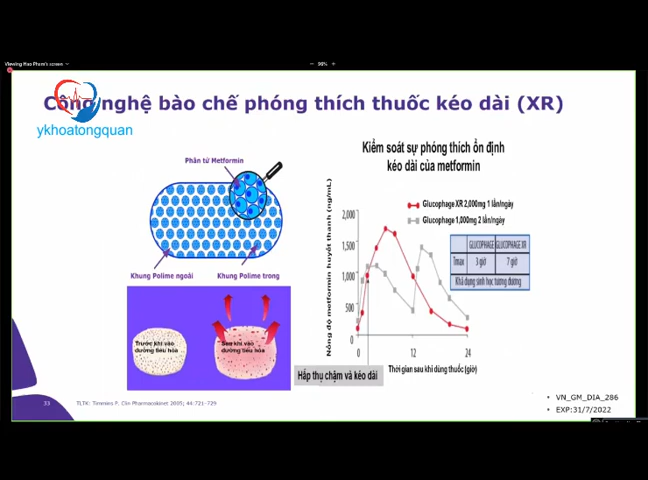 Viewing Hao Pham's screen
96%
Công nghệ bào chế phóng thích thuốc kéo dài (XR)
ykhoatongquan
Phân tử Metformin
Khung Polime ngoài
Khung Polime trong
Trước khi vào
đường tiêu hóa
Sau khi vào
đường tiêu hóa
Kiểm soát sự phóng thích ổn định
kéo dài của metformin
Nồng độ metformin huyết thanh (ng/mL)
Glucophage XR 2,000mg 1 lần/ngày
Glucophage 1,000mg 2 lần/ngày
2,000
1,500
1,000
500
0
0
12
24
GLUCOPHAGE GLUCOPHAGE XR
Tmax 3 giờ 7 giờ
Khả dụng sinh học tương đương
Thời gian sau khi dùng thuốc (giờ)
Hấp thụ chậm và kéo dài
33
TLTK: Timmins P. Clin Pharmacokinet 2005; 44:721-729
• VN_GM_DIA_286
• EXP:31/7/2022